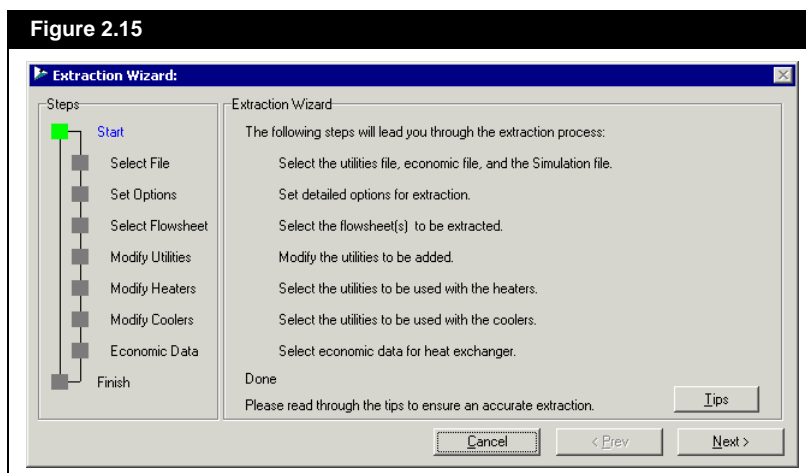 Figure 2.15
Extraction Wizard:
Steps
Start
Select File
Set Options
Select Flowsheet
Modify Utilities
Modify Heaters
Modify Coolers
Economic Data
Finish
Extraction Wizard
The following steps will lead you through the extraction process:
Select the utilities file, economic file, and the Simulation file.
Set detailed options for extraction.
Select the flowsheet(s) to be extracted.
Modify the utilities to be added.
Select the utilities to be used with the heaters.
Select the utilities to be used with the coolers.
Select economic data for heat exchanger.
Done
Please read through the tips to ensure an accurate extraction.
Tips
Cancel
< Prev
Next >